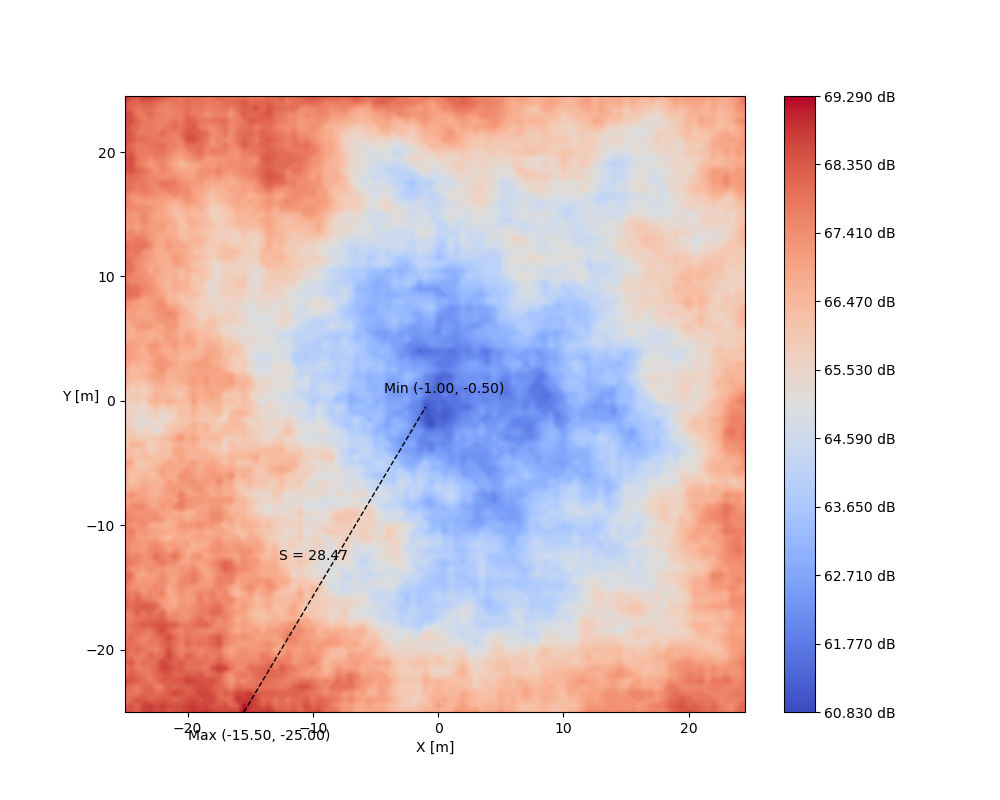 69.290 dB
68.350 dB
67.410 dB
66.470 dB
65.530 dB
64.590 dB
63.650 dB
62.710 dB
61.770 dB
60.830 dB
20
10
Y [m]
0
−10
−20
Min (-1.00, -0.50)
S = 28.47
−20
−10
0
10
20
Max (-15.50, -25.00)
X [m]